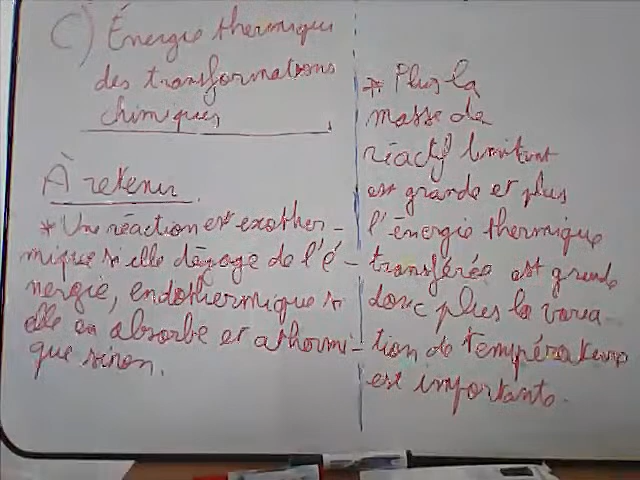 C) Énergie thermique
des transformations
chimiques
À retenir
* Une réaction est exother-
mique si elle dégage de l'é-
nergie, endothermique si
elle en absorbe et athermi-
que sinon.
* Plus la
masse de
réactif limitant
est grande et plus
l'énergie thermique
transférée est grande
donc plus la varia-
tion de température
est importante.